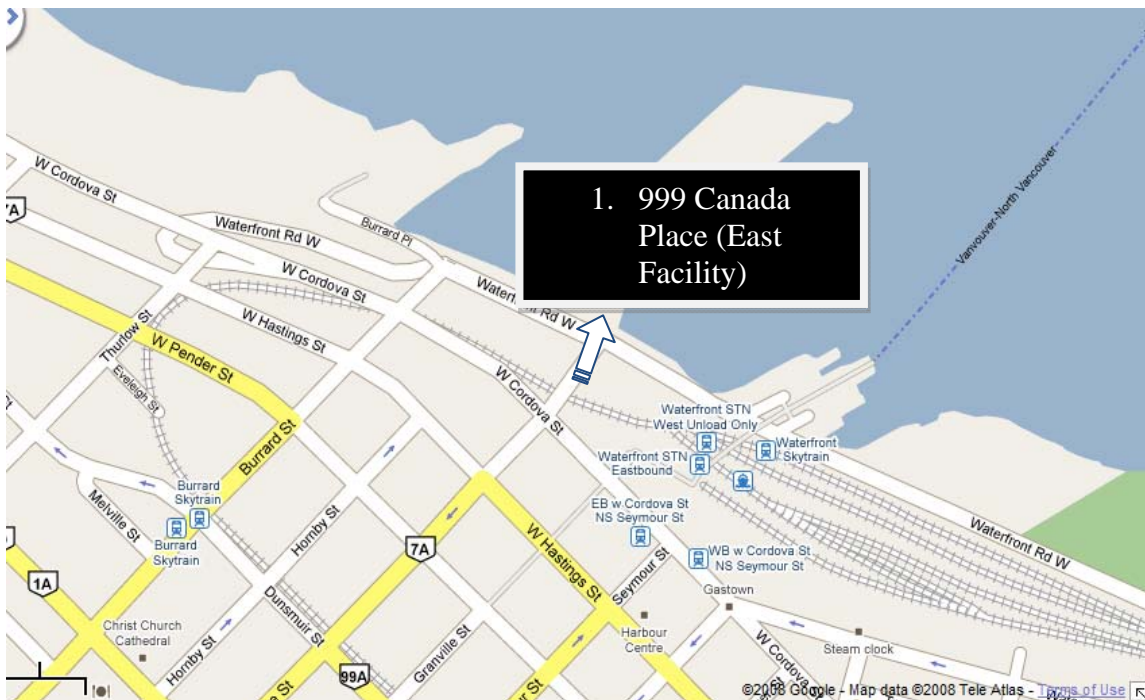 W Cordova St
7A
Waterfront Rd W
Burrard Pl
1. 999 Canada
Place (East
Facility)
Vanvouver-North Vancouver
W Cordova St
Waterfront Rd W
W Hastings St
Thurlow St
W Pender St
Eveleigh St
W Cordova St
Burrard St
Waterfront STN
West Unload Only
Waterfront
Skytrain
Waterfront STN
Eastbound
Burrard
Skytrain
Melville St
Hornby St
EB w Cordova St
NS Seymour St
7A
W Hastings St
Burrard
Skytrain
WB w Cordova St
NS Seymour St
Waterfront Rd W
1A
Seymour St
Gastown
Dunsmuir St
Christ Church
Cathedral
Hornby St
Granville St
Harbour
Centre
W Cordova
Steam clock
99A
©2008 Google - Map data ©2008 Tele Atlas - Terms of Use